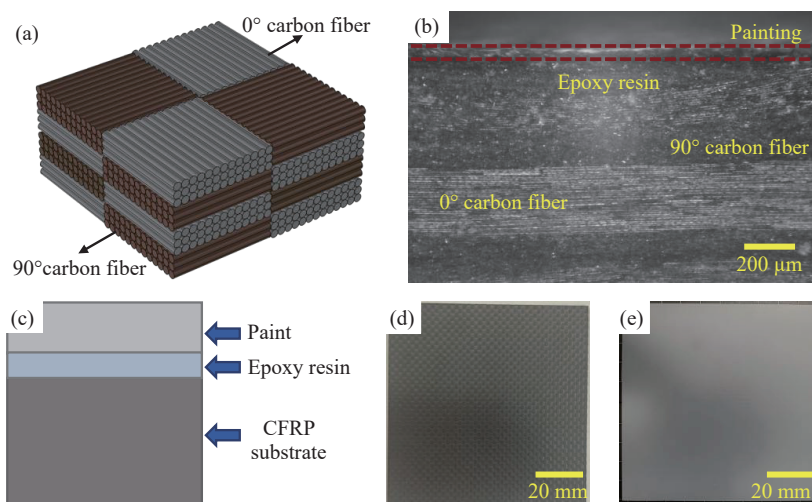 (a)
0° carbon fiber
90°carbon fiber
(b)
Painting
Epoxy resin
90° carbon fiber
0° carbon fiber
200 μm
(c)
Paint
Epoxy resin
CFRP
substrate
(d)
20 mm
(e)
20 mm